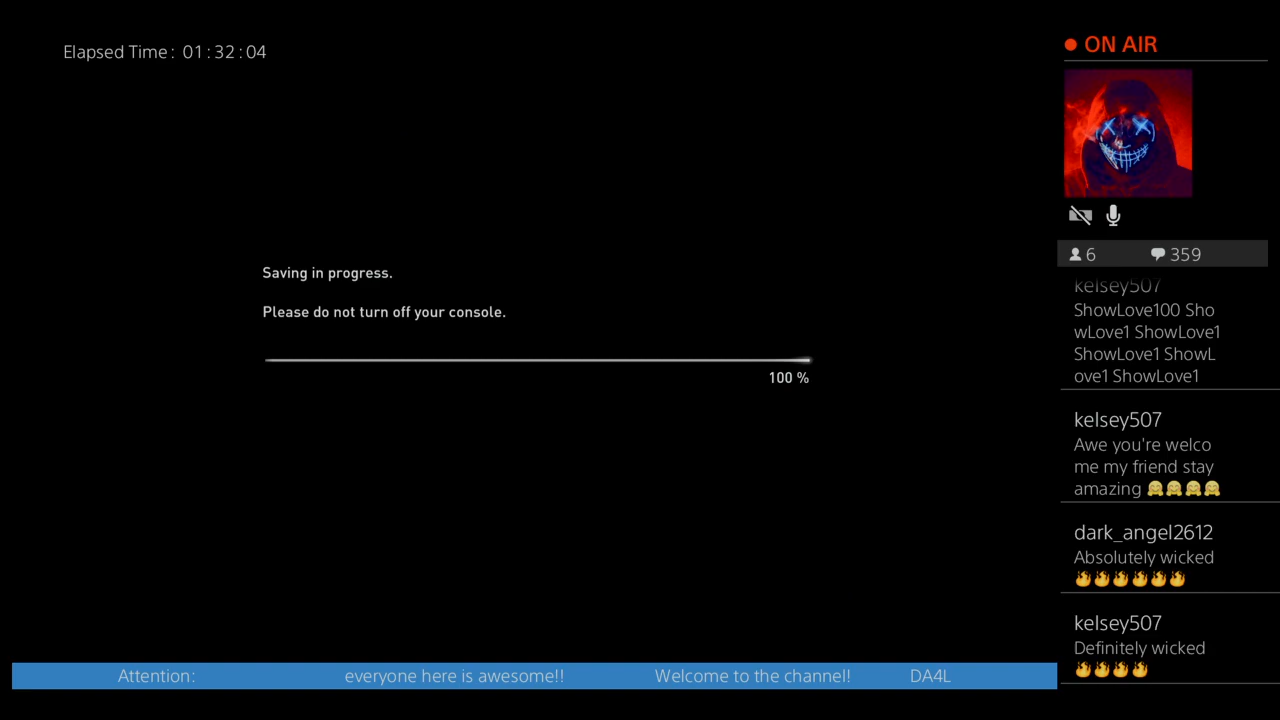 Elapsed Time: 01:32:04
ON AIR
6 359
Saving in progress.
Please do not turn off your console.
100 %
kelsey507
ShowLove100 Sho
wLove1 ShowLove1
ShowLove1 ShowL
ove1 ShowLove1
kelsey507
Awe you're welco
me my friend stay
amazing 🤗🤗🤗🤗
dark_angel2612
Absolutely wicked
🔥🔥🔥🔥🔥🔥
kelsey507
Definitely wicked
🔥🔥🔥🔥
Attention: everyone here is awesome!! Welcome to the channel! DA4L